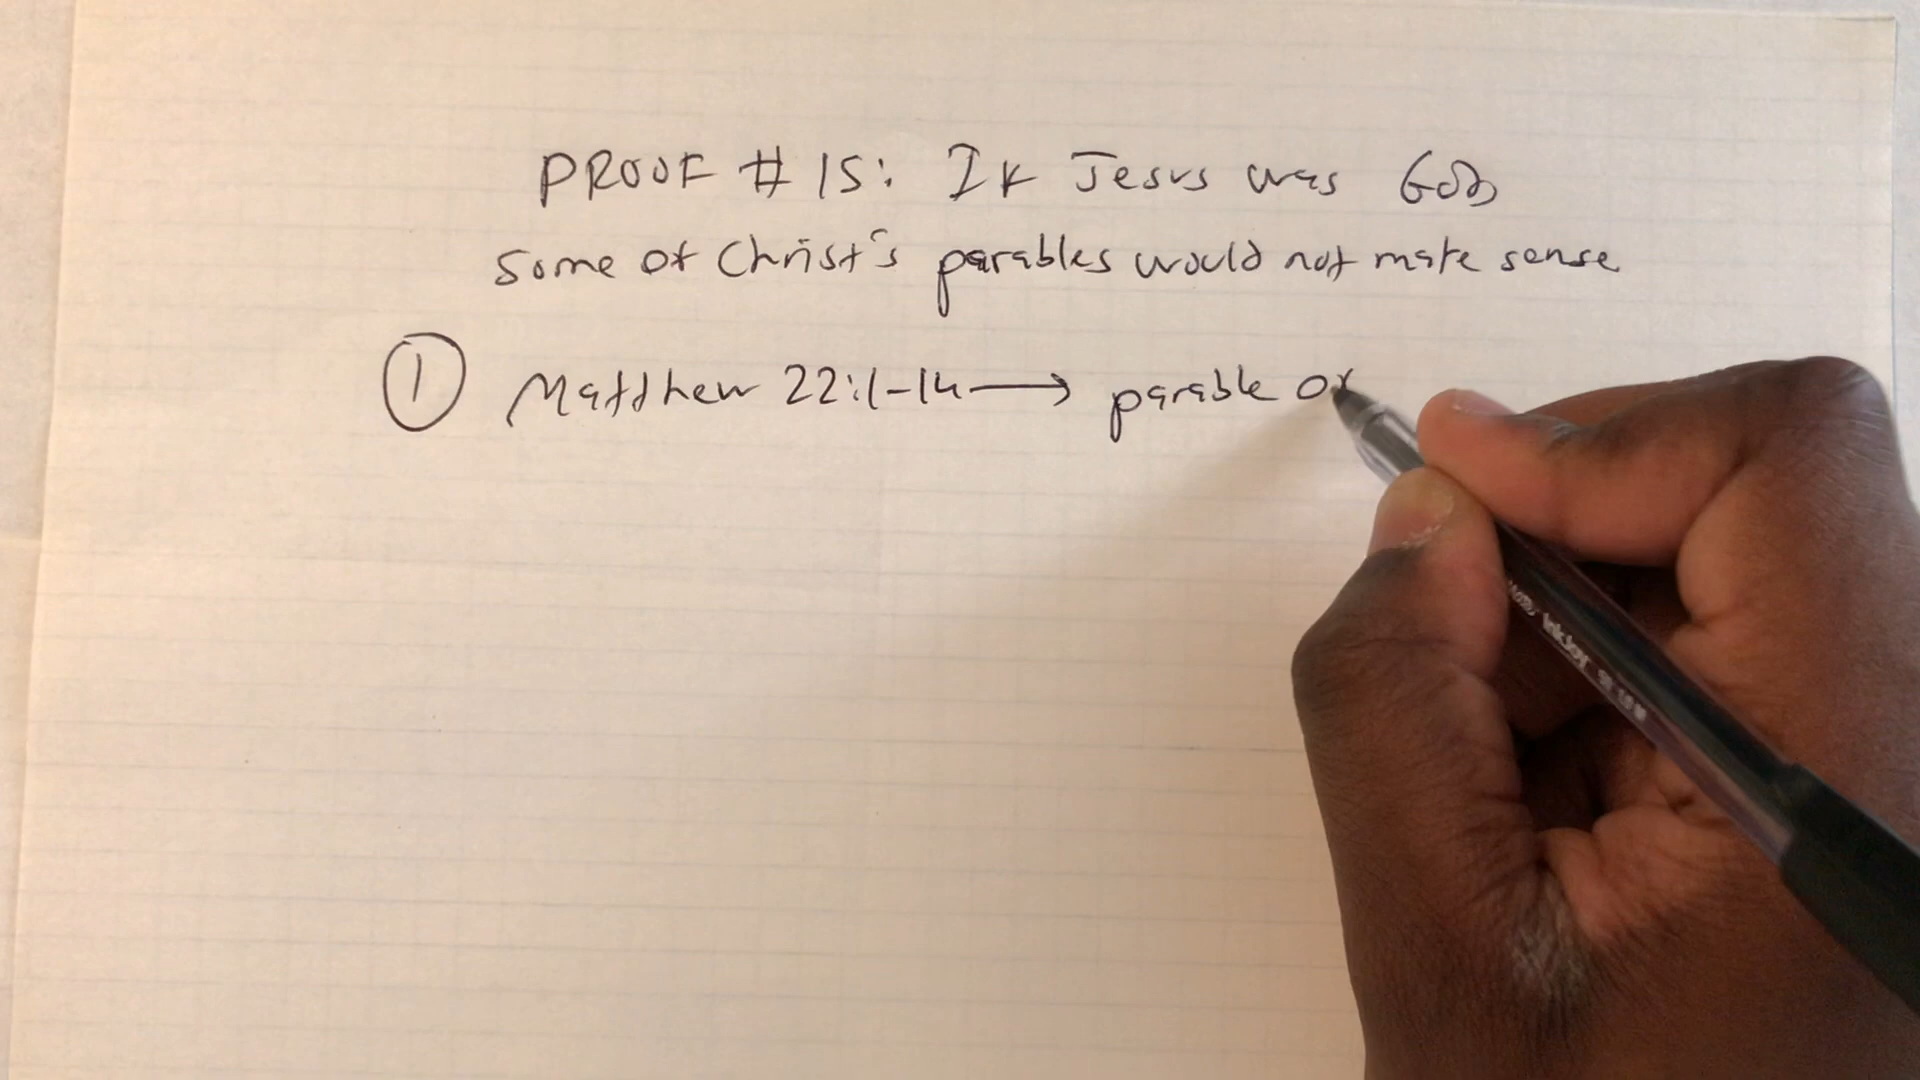 PROOF # 15: If Jesus was GOD
some of Christ's parables would not make sense
① Matthew 22:1-14 → parable of
InkJoy